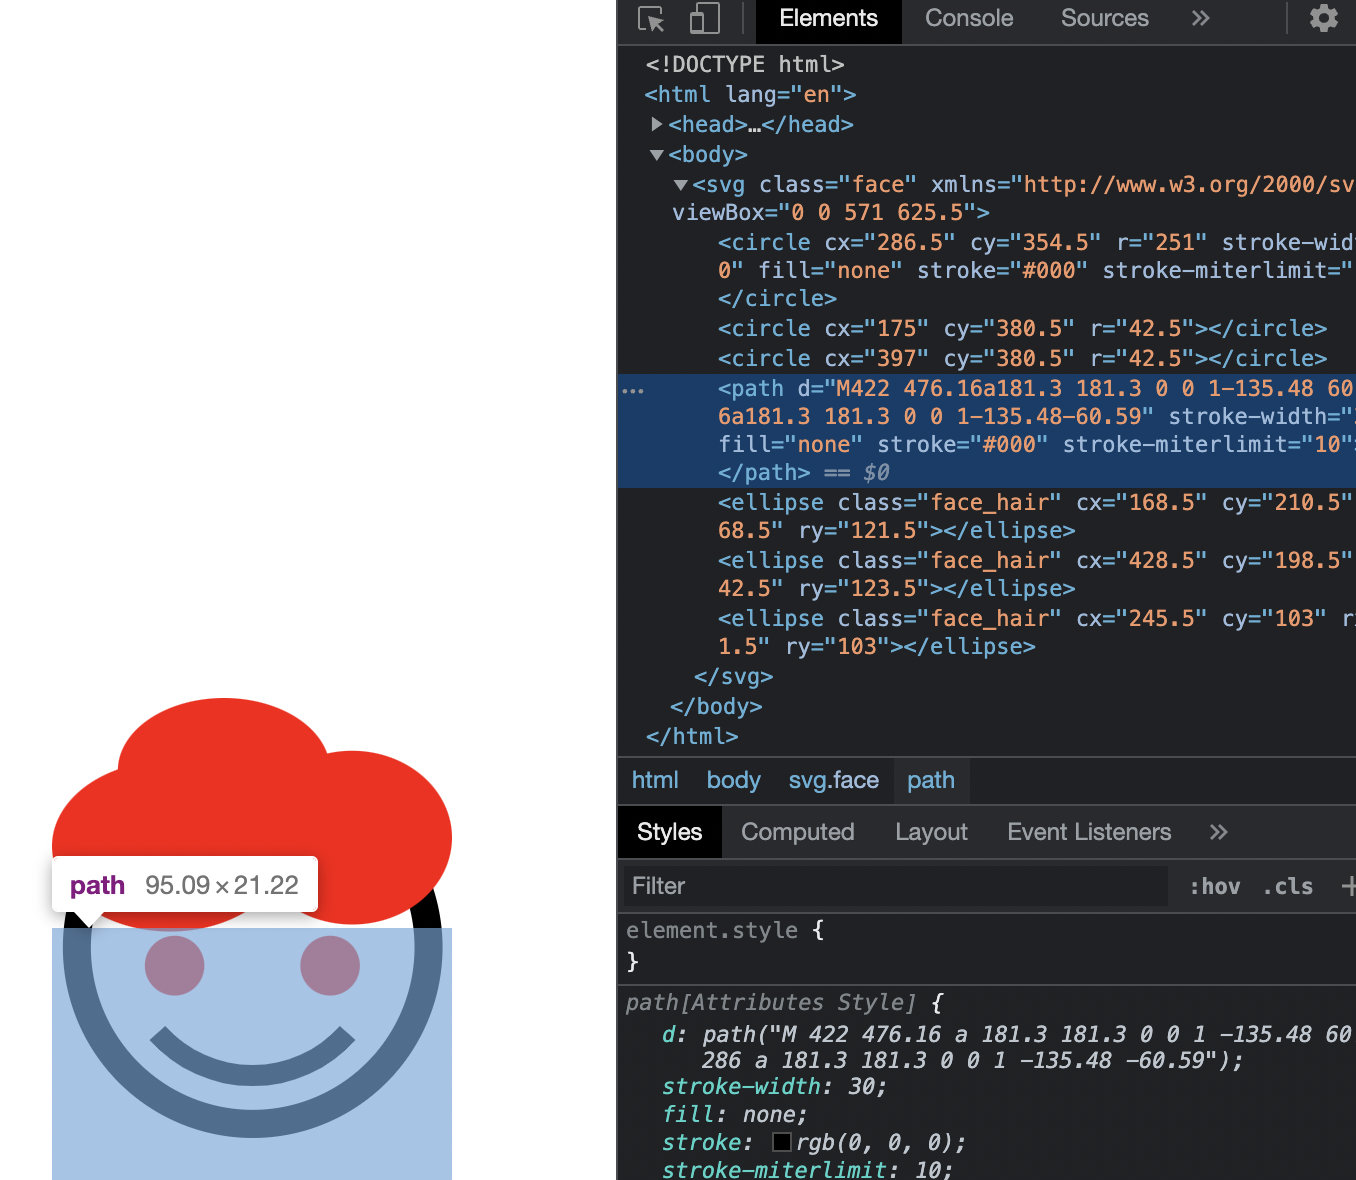 path 95.09 × 21.22
Elements Console Sources »
<!DOCTYPE html>
<html lang="en">
<head>…</head>
<body>
<svg class="face" xmlns="http://www.w3.org/2000/sv
viewBox="0 0 571 625.5">
<circle cx="286.5" cy="354.5" r="251" stroke-wid
0" fill="none" stroke="#000" stroke-miterlimit="
</circle>
<circle cx="175" cy="380.5" r="42.5"></circle>
<circle cx="397" cy="380.5" r="42.5"></circle>
<path d="M422 476.16a181.3 181.3 0 0 1-135.48 60
6a181.3 181.3 0 0 1-135.48-60.59" stroke-width="
fill="none" stroke="#000" stroke-miterlimit="10"
</path> == $0
<ellipse class="face_hair" cx="168.5" cy="210.5"
68.5" ry="121.5"></ellipse>
<ellipse class="face_hair" cx="428.5" cy="198.5"
42.5" ry="123.5"></ellipse>
<ellipse class="face_hair" cx="245.5" cy="103" r
1.5" ry="103"></ellipse>
</svg>
</body>
</html>
html body svg.face path
Styles Computed Layout Event Listeners »
Filter :hov .cls +
element.style {
}
path[Attributes Style] {
d: path("M 422 476.16 a 181.3 181.3 0 0 1 -135.48 60
286 a 181.3 181.3 0 0 1 -135.48 -60.59");
stroke-width: 30;
fill: none;
stroke: rgb(0, 0, 0);
stroke-miterlimit: 10;